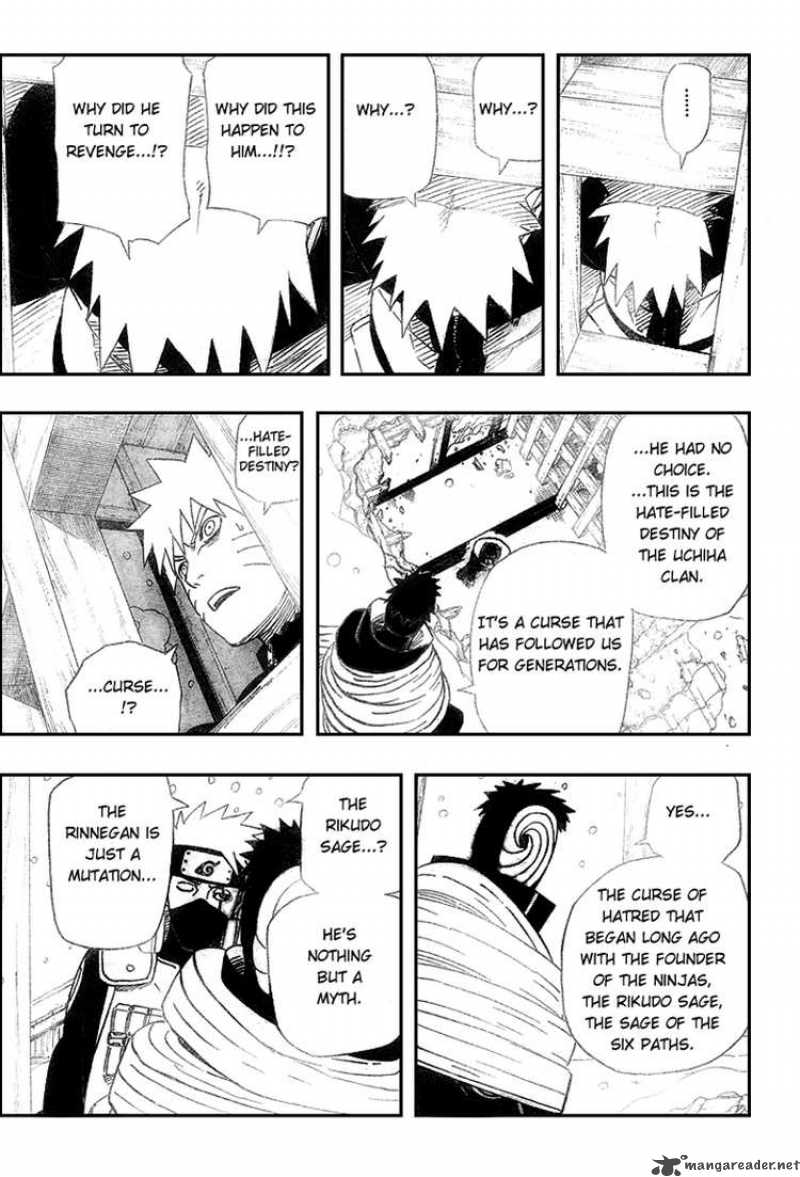 ......
WHY...?
WHY...?
WHY DID THIS
HAPPEN TO
HIM...!!?
WHY DID HE
TURN TO
REVENGE...!?
...HE HAD NO
CHOICE.
...THIS IS THE
HATE-FILLED
DESTINY
OF THE UCHIHA
CLAN.
IT'S A CURSE THAT
HAS FOLLOWED US
FOR GENERATIONS.
...HATE-
FILLED
DESTINY?
...CURSE...
!?
YES...
THE CURSE OF
HATRED THAT
BEGAN LONG AGO
WITH THE FOUNDER
OF THE NINJAS,
THE RIKUDO SAGE,
THE SAGE OF THE
SIX PATHS.
THE
RIKUDO
SAGE...?
HE'S
NOTHING
BUT A
MYTH.
THE
RINNEGAN IS
JUST A
MUTATION...
mangareader.net